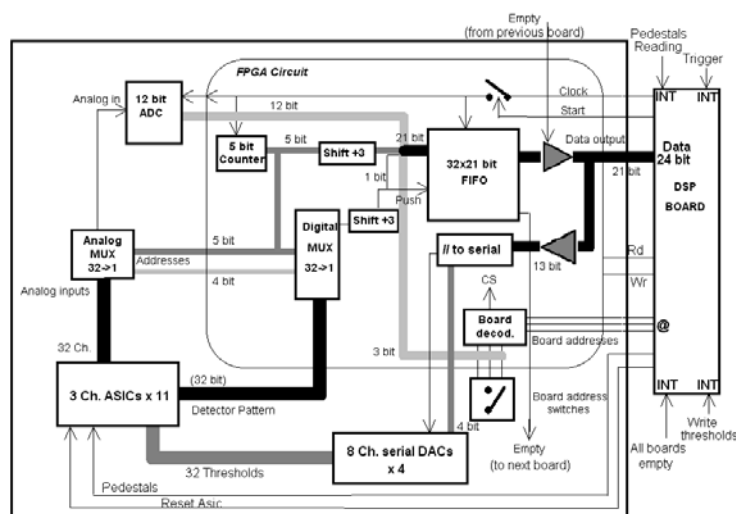 Empty
(from previous board)
Pedestals
Reading
Trigger
FPGA Circuit
INT
INT
Clock
Start
Analog in
12 bit
ADC
12 bit
5 bit
Counter
5 bit
Shift +3
21 bit
32x21 bit
FIFO
Data output
21 bit
Data
24 bit
DSP
BOARD
1 bit
Push
Shift +3
Analog
MUX
32->1
5 bit
Addresses
4 bit
Digital
MUX
32->1
// to serial
13 bit
Rd
Wr
Analog inputs
CS
Board
decod.
@
Board addresses
32 Ch.
3 bit
3 Ch. ASICs x 11
(32 bit)
Detector Pattern
Board address
switches
INT
INT
4 bit
8 Ch. serial DACs
x 4
Empty
(to next board)
All boards
empty
Write
thresholds
32 Thresholds
Pedestals
Reset Asic